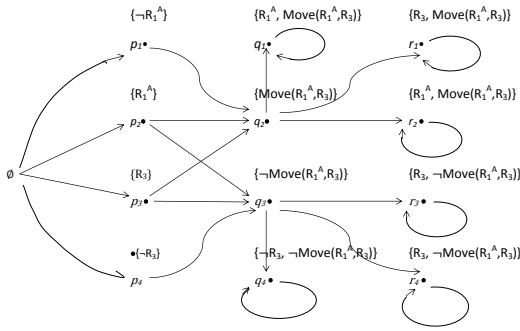 {¬R₁ᴬ} {R₁ᴬ, Move(R₁ᴬ,R₃)} {R₃, Move(R₁ᴬ,R₃)}
p₁• q₁• r₁•
{R₁ᴬ} {Move(R₁ᴬ,R₃)} {R₁ᴬ, Move(R₁ᴬ,R₃)}
p₂• q₂• r₂•
∅ {R₃} {¬Move(R₁ᴬ,R₃)} {R₃, ¬Move(R₁ᴬ,R₃)}
p₃• q₃• r₃•
•{¬R₃} {¬R₃, ¬Move(R₁ᴬ,R₃)} {R₃, ¬Move(R₁ᴬ,R₃)}
p₄ q₄• r₄•